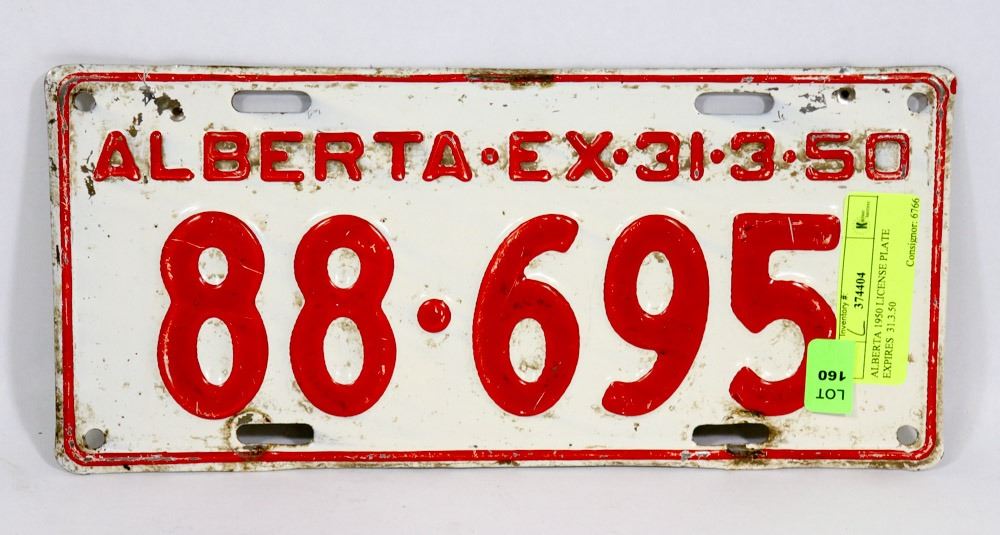 ALBERTA·EX·31·3·50
88·695
Inventory #
374404
ALBERTA 1950 LICENSE PLATE
EXPIRES 31.3.50
Consignor: 6766
LOT
160